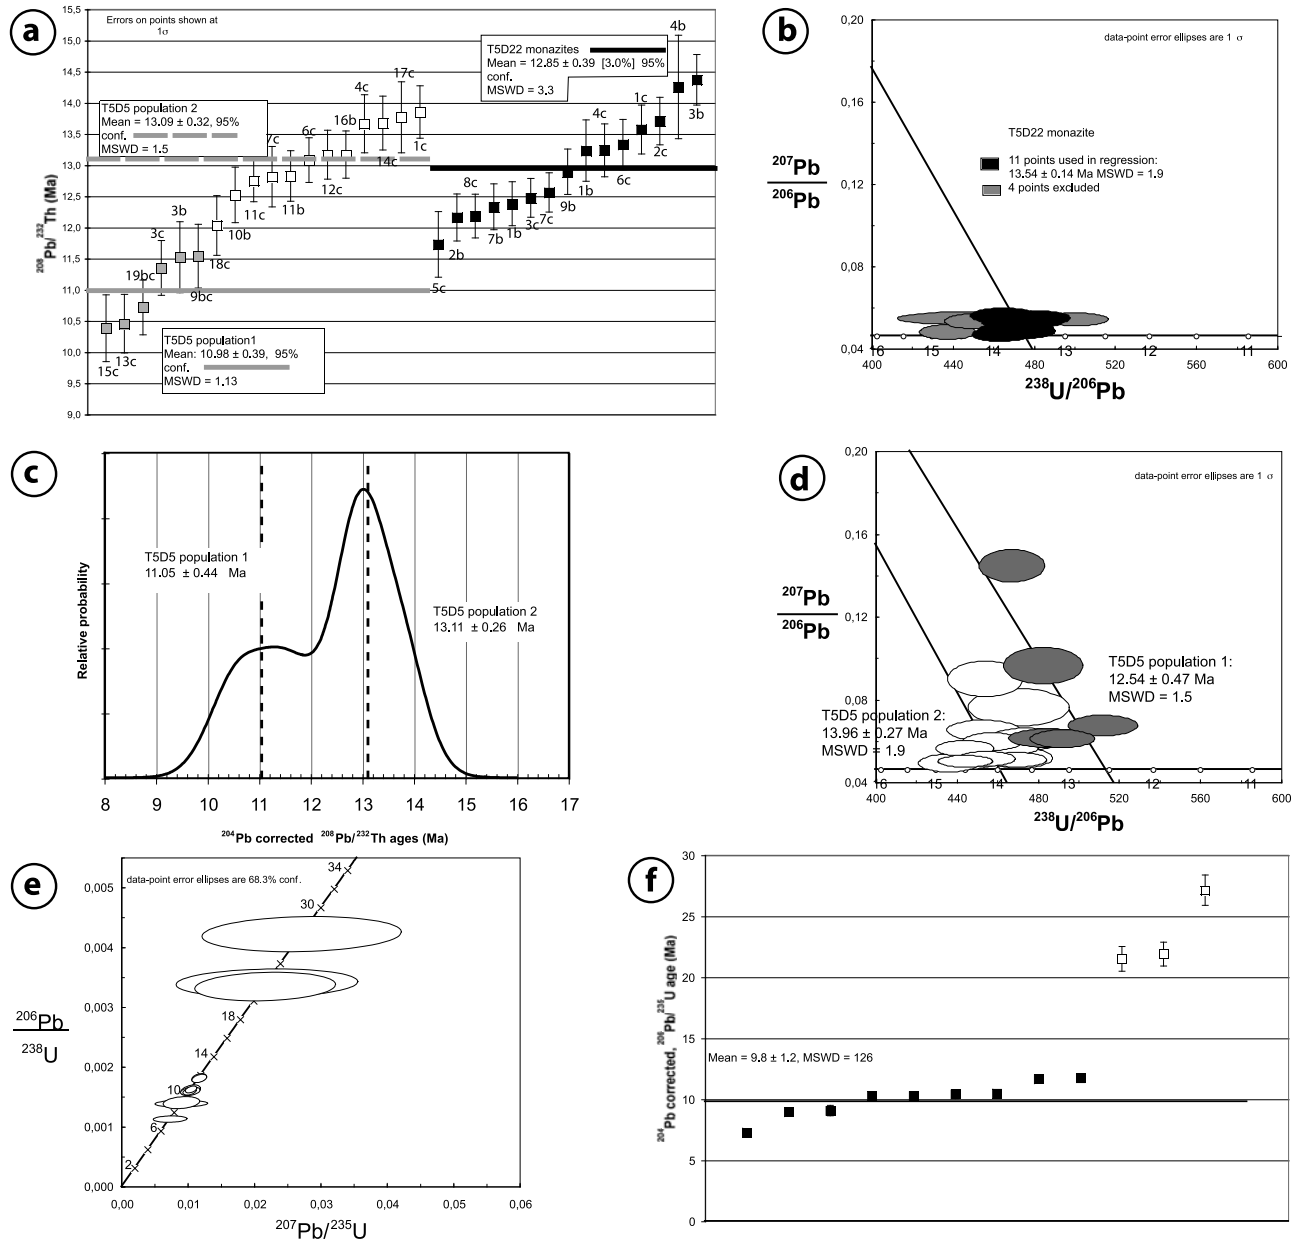 a
Errors on points shown at
1σ
15,5
15,0
14,5
14,0
13,5
13,0
12,5
12,0
11,5
11,0
10,5
10,0
9,5
9,0
208Pb/232Th (Ma)
T5D22 monazites
Mean = 12.85 ± 0.39 [3.0%] 95%
conf.
MSWD = 3.3
T5D5 population 2
Mean = 13.09 ± 0.32, 95%
conf.
MSWD = 1.5
T5D5 population1
Mean: 10.98 ± 0.39, 95%
conf.
MSWD = 1.13
15c
13c
19bc
3c
3b
9bc
18c
10b
11c
7c
11b
6c
12c
16b
4c
14c
17c
1c
5c
2b
8c
7b
1b
3c
7c
9b
1b
4c
6c
1c
2c
4b
3b
b
data-point error ellipses are 1 σ
0,20
0,16
0,12
0,08
0,04
207Pb
206Pb
T5D22 monazite
11 points used in regression:
13.54 ± 0.14 Ma MSWD = 1.9
4 points excluded
16 15 14 13 12 11
400 440 480 520 560 600
238U/206Pb
c
Relative probability
T5D5 population 1
11.05 ± 0.44 Ma
T5D5 population 2
13.11 ± 0.26 Ma
8 9 10 11 12 13 14 15 16 17
204Pb corrected 208Pb/232Th ages (Ma)
d
data-point error ellipses are 1 σ
0,20
0,16
0,12
0,08
0,04
207Pb
206Pb
T5D5 population 1:
12.54 ± 0.47 Ma
MSWD = 1.5
T5D5 population 2:
13.96 ± 0.27 Ma
MSWD = 1.9
16 15 14 13 12 11
400 440 480 520 560 600
238U/206Pb
e
data-point error ellipses are 68.3% conf.
0,005
0,004
0,003
0,002
0,001
0,000
206Pb
238U
34
30
18
14
10
6
2
0,00 0,01 0,02 0,03 0,04 0,05 0,06
207Pb/235U
f
30
25
20
15
10
5
0
Mean = 9.8 ± 1.2, MSWD = 126